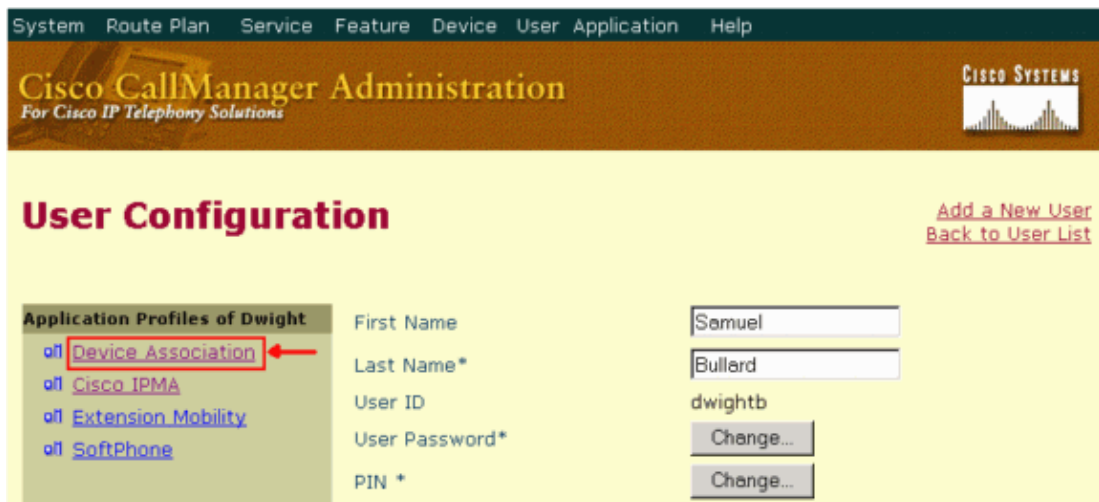 System Route Plan Service Feature Device User Application Help
Cisco CallManager Administration
For Cisco IP Telephony Solutions
CISCO SYSTEMS
User Configuration
Add a New User
Back to User List
Application Profiles of Dwight
Device Association
Cisco IPMA
Extension Mobility
SoftPhone
First Name Samuel
Last Name* Bullard
User ID dwightb
User Password* Change...
PIN * Change...